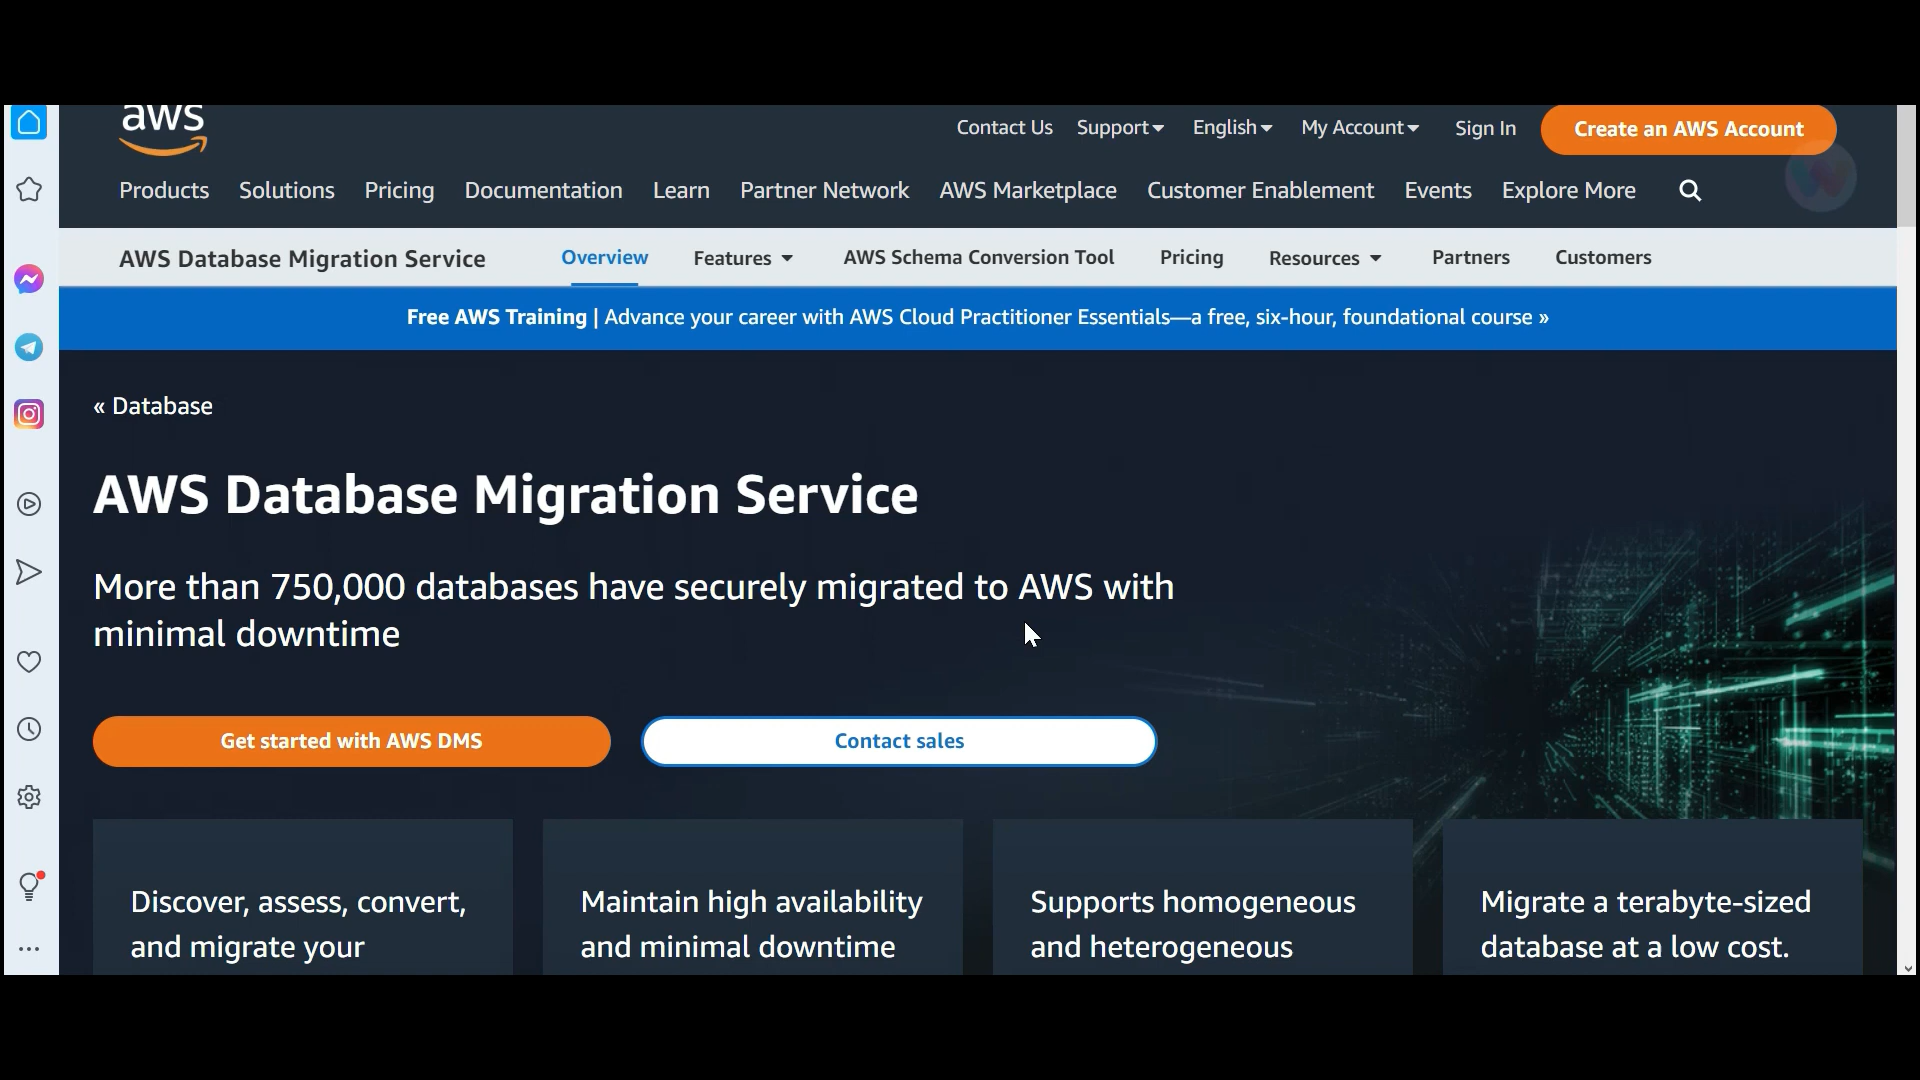 aws
Contact Us Support English My Account Sign In Create an AWS Account
Products Solutions Pricing Documentation Learn Partner Network AWS Marketplace Customer Enablement Events Explore More
AWS Database Migration Service Overview Features AWS Schema Conversion Tool Pricing Resources Partners Customers
Free AWS Training | Advance your career with AWS Cloud Practitioner Essentials—a free, six-hour, foundational course »
« Database
AWS Database Migration Service
More than 750,000 databases have securely migrated to AWS with
minimal downtime
Get started with AWS DMS Contact sales
Discover, assess, convert,
and migrate your
Maintain high availability
and minimal downtime
Supports homogeneous
and heterogeneous
Migrate a terabyte-sized
database at a low cost.